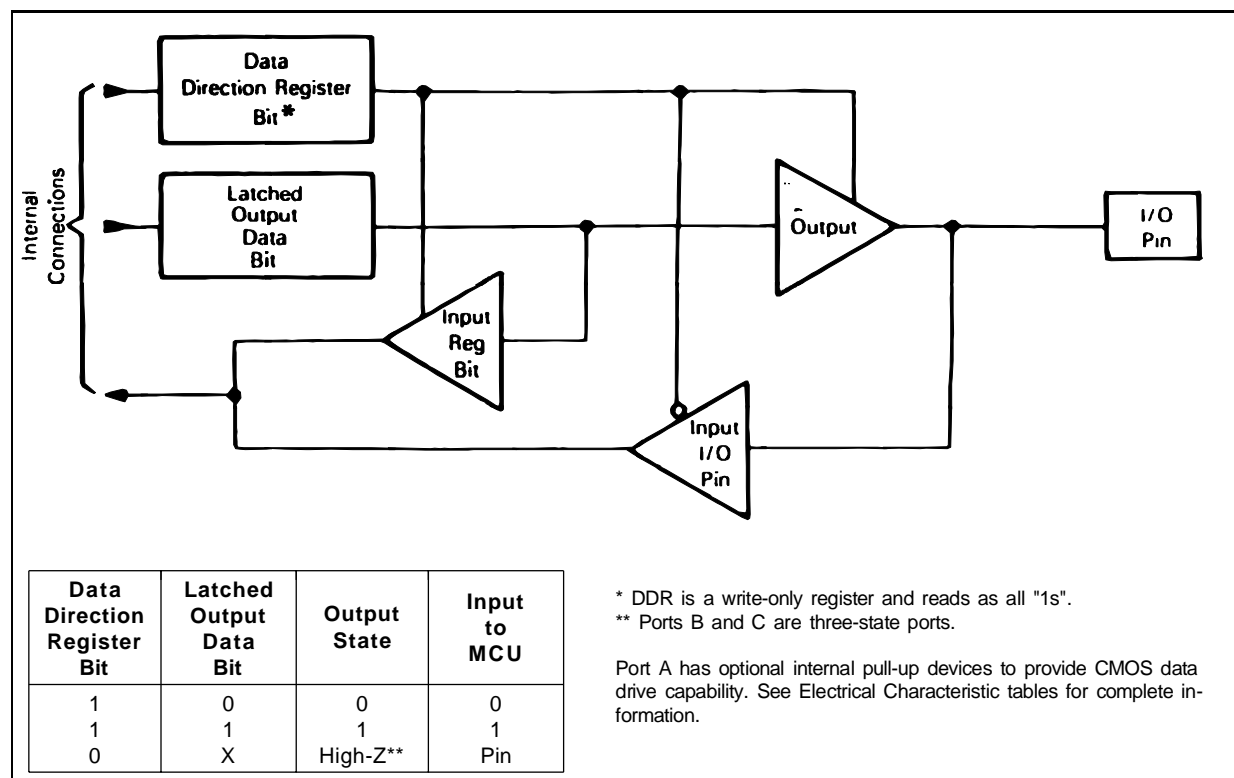 Data
Direction Register
Bit*
Internal
Connections
Latched
Output
Data
Bit
Output
I/O
Pin
Input
Reg
Bit
Input
I/O
Pin
Data Direction Register Bit
Latched Output Data Bit
Output State
Input to MCU
1 0 0 0
1 1 1 1
0 X High-Z** Pin
* DDR is a write-only register and reads as all "1s".
** Ports B and C are three-state ports.
Port A has optional internal pull-up devices to provide CMOS data
drive capability. See Electrical Characteristic tables for complete in-
formation.